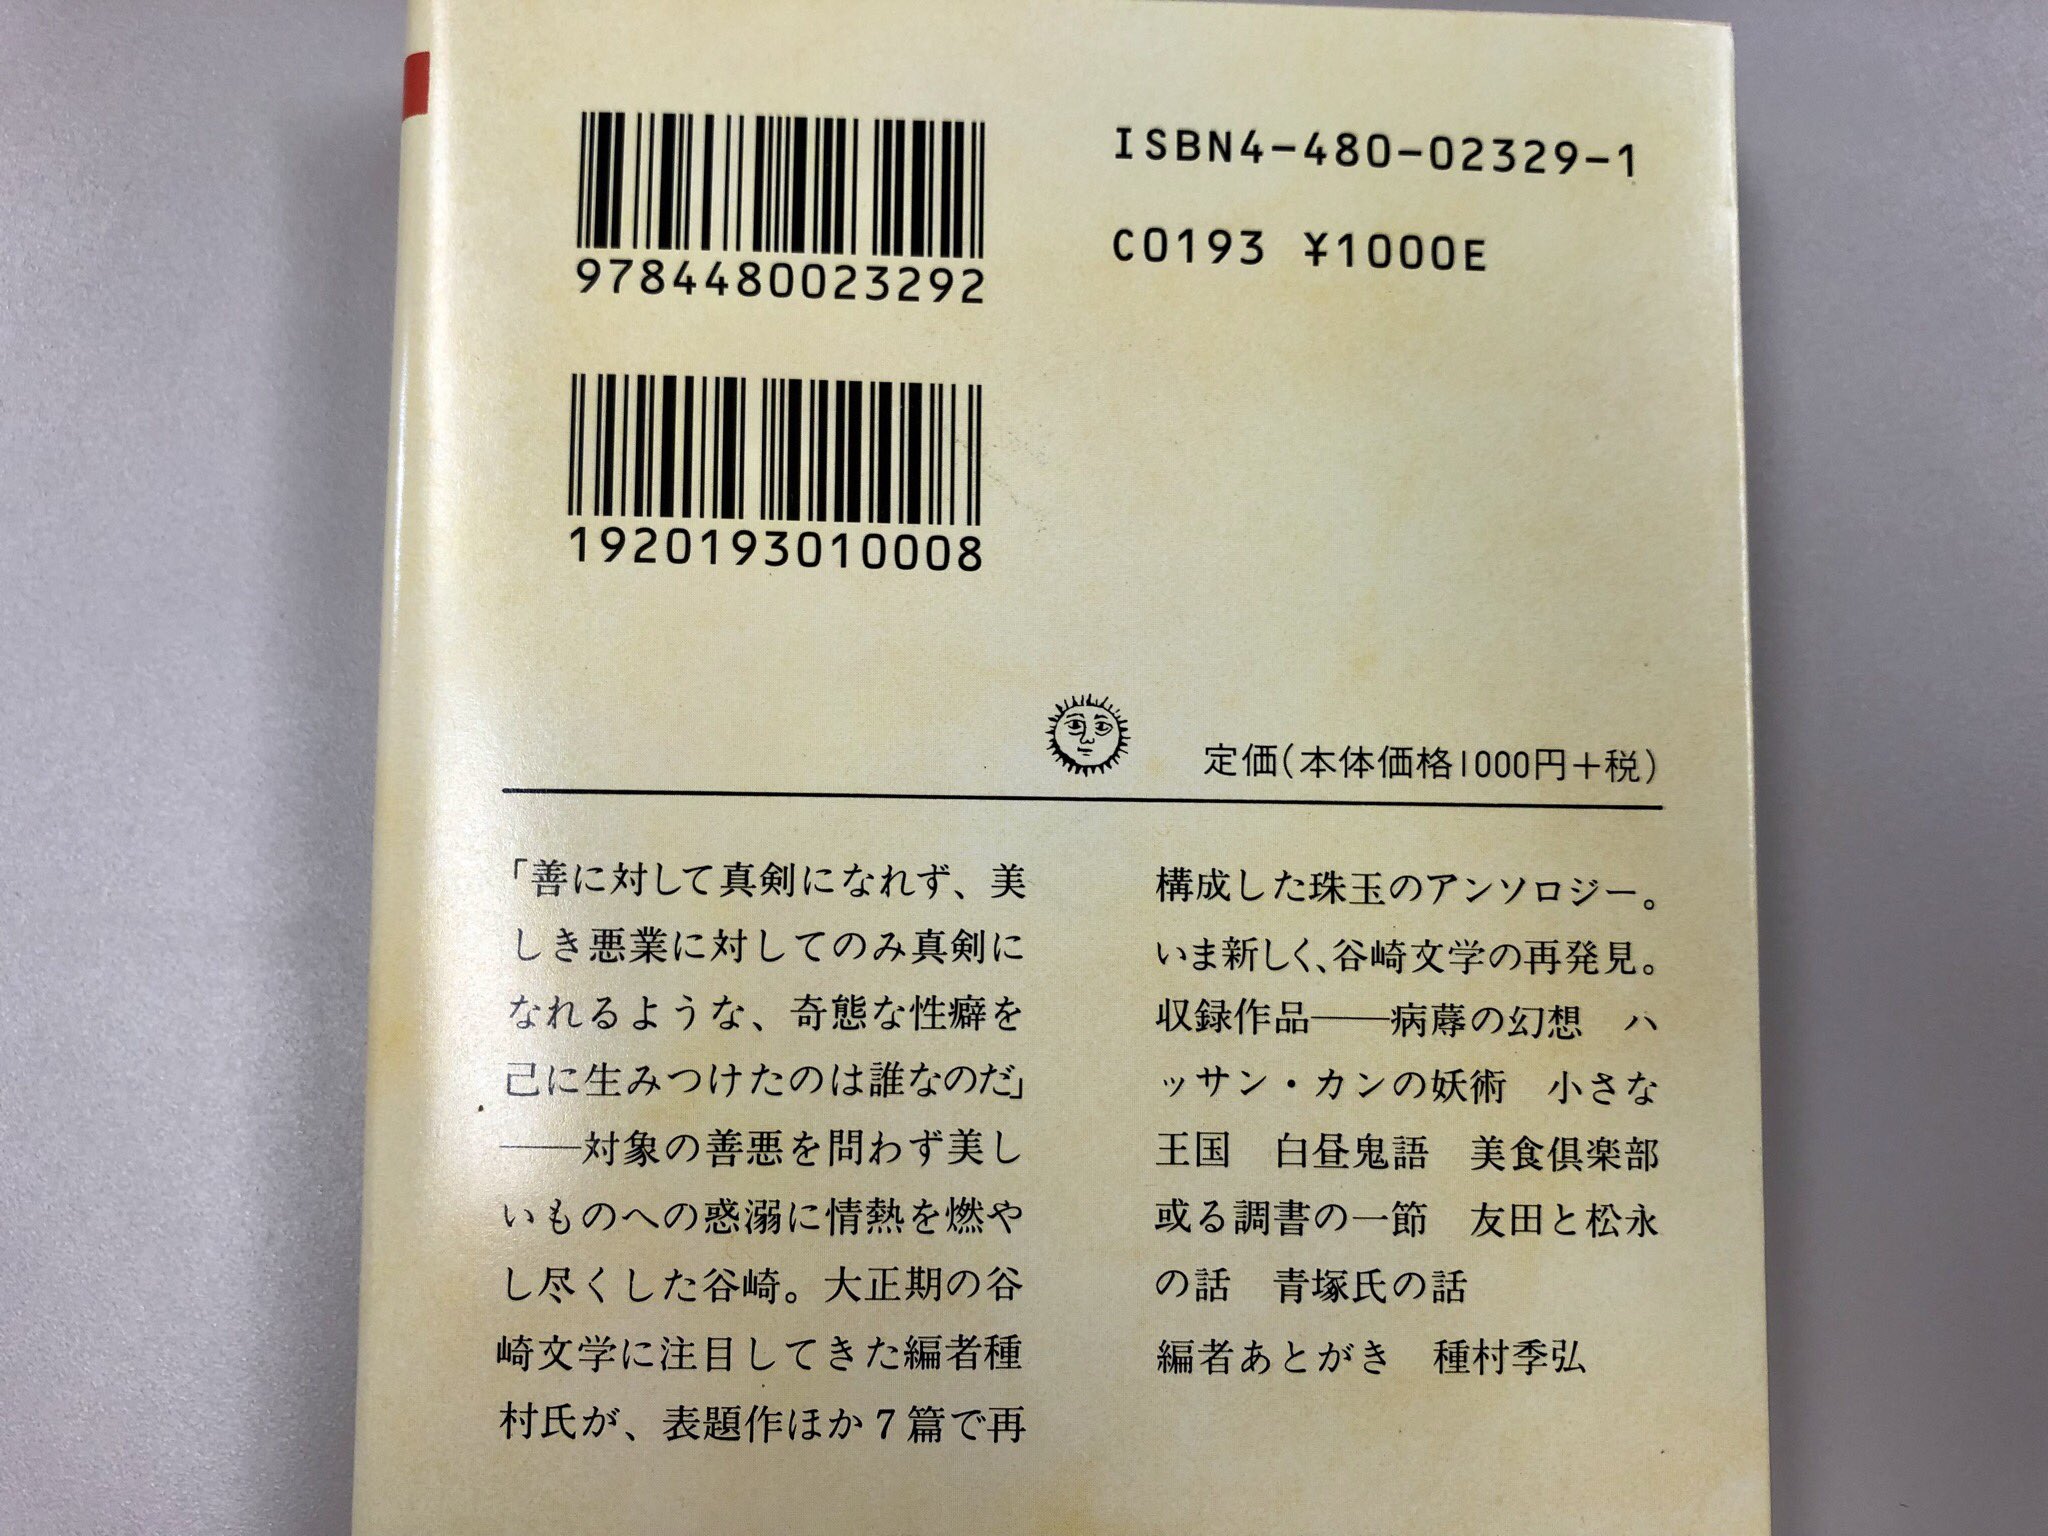 9784480023292
1920193010008
ISBN4-480-02329-1
C0193 ¥1000E
定価(本体価格1000円+税)
「善に対して真剣になれず、美
しき悪業に対してのみ真剣に
なれるような、奇態な性癖を
己に生みつけたのは誰なのだ」
――対象の善悪を問わず美し
いものへの惑溺に情熱を燃や
し尽くした谷崎。大正期の谷
崎文学に注目してきた編者種
村氏が、表題作ほか7篇で再
構成した珠玉のアンソロジー。
いま新しく、谷崎文学の再発見。
収録作品――病蓐の幻想　ハ
ッサン・カンの妖術　小さな
王国　白昼鬼語　美食倶楽部
或る調書の一節　友田と松永
の話　青塚氏の話
編者あとがき　種村季弘